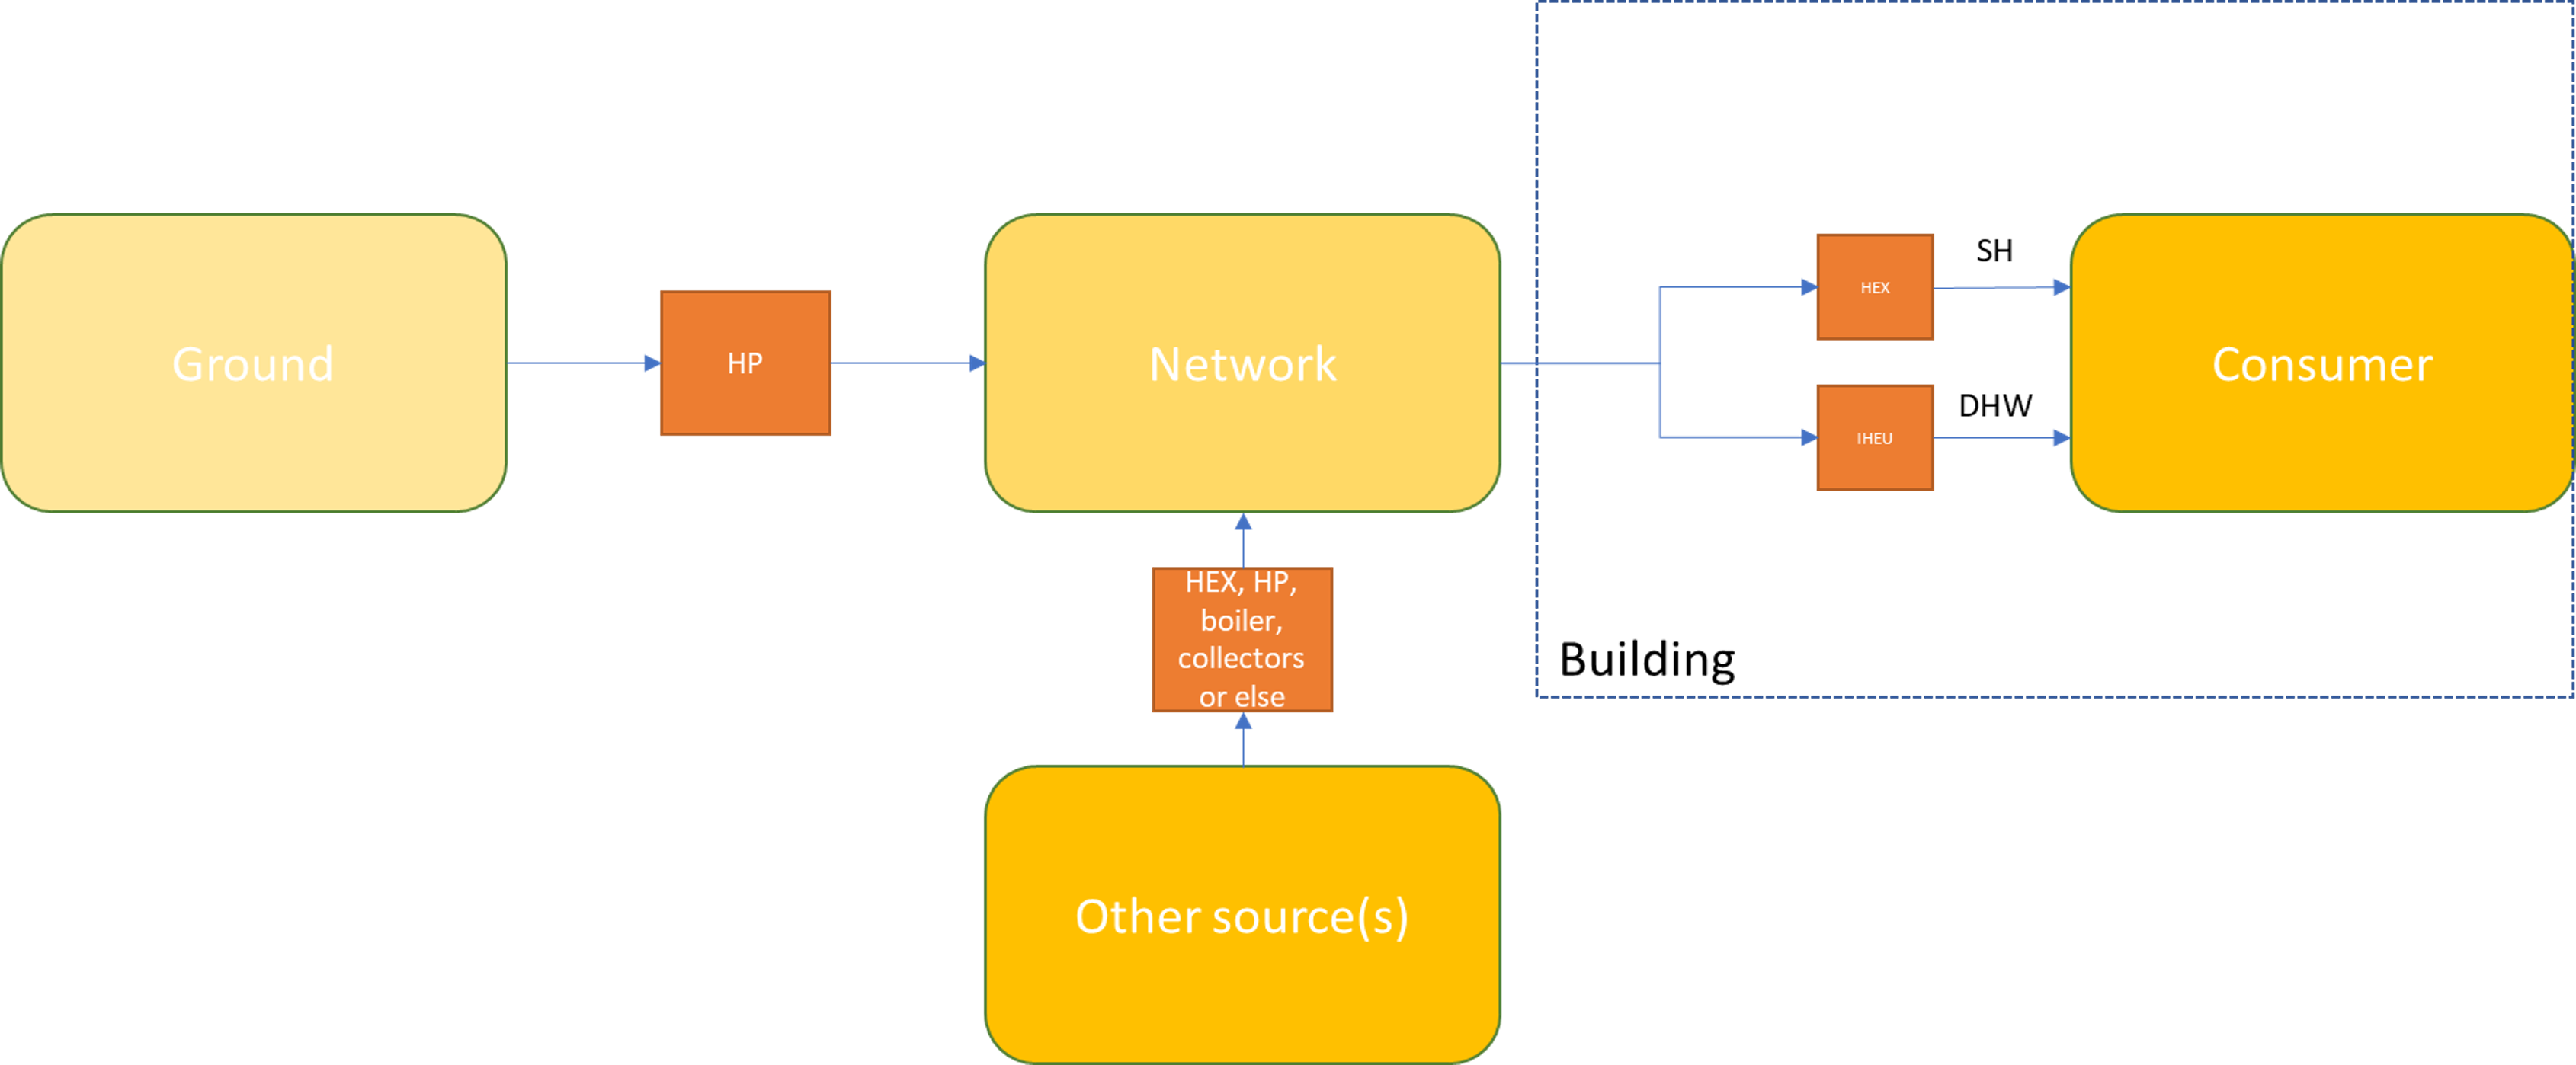 Ground
HP
Network
HEX
SH
IHEU
DHW
Consumer
Building
HEX, HP,
boiler,
collectors
or else
Other source(s)